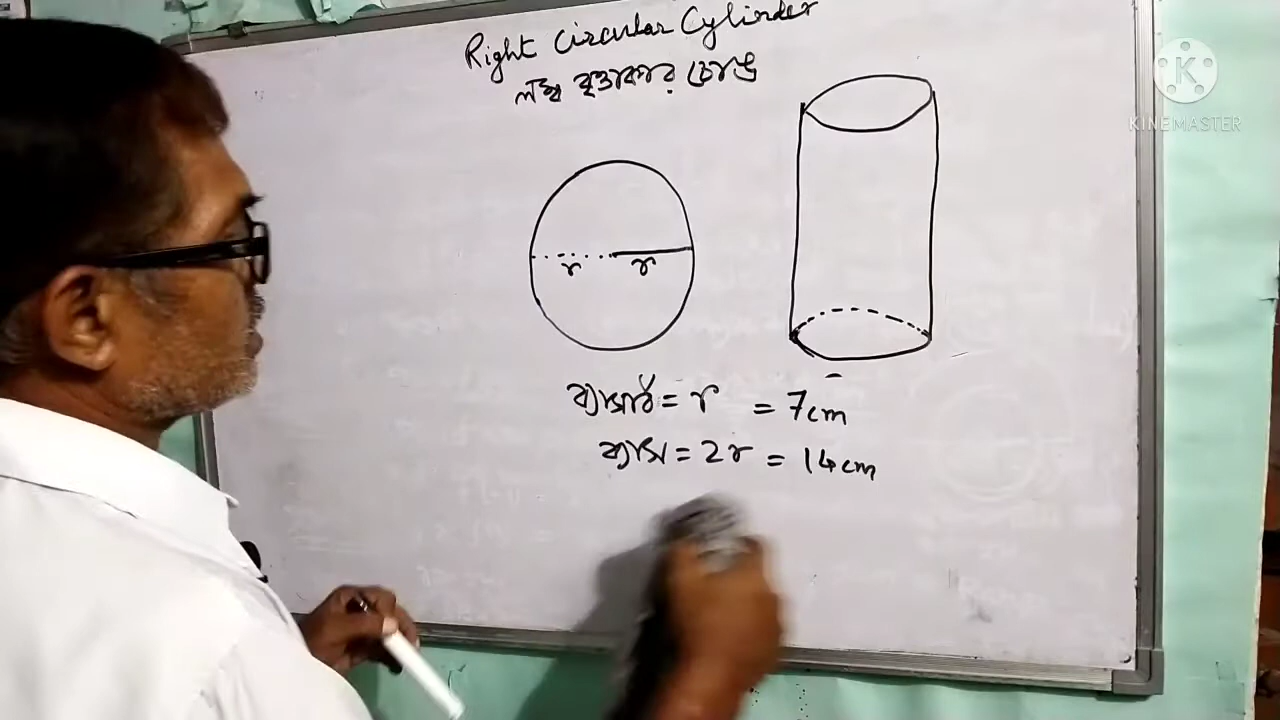 Right Circular Cylinder
লম্ব বৃত্তাকার চোঙ
K
KINEMASTER
r r
ব্যাসার্ধ = r = 7cm
ব্যাস = 2r = 14cm